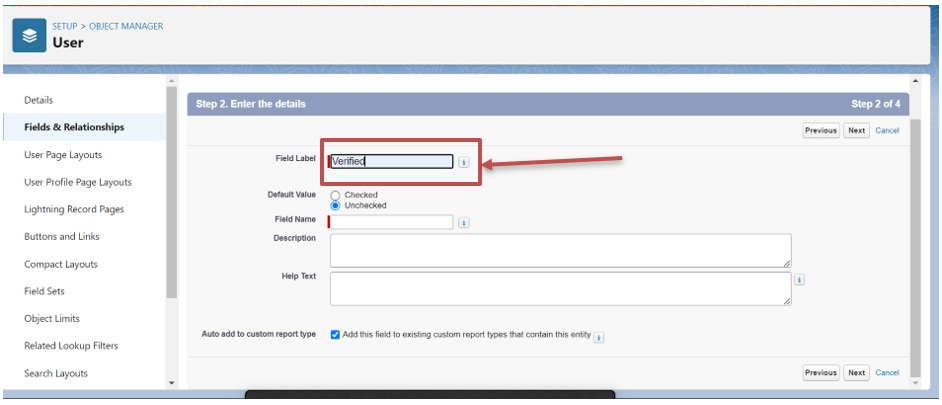 SETUP > OBJECT MANAGER
User
Details
Fields & Relationships
User Page Layouts
User Profile Page Layouts
Lightning Record Pages
Buttons and Links
Compact Layouts
Field Sets
Object Limits
Related Lookup Filters
Search Layouts
Step 2. Enter the details
Step 2 of 4
Previous Next Cancel
Field Label Verified i
Default Value Checked
Unchecked
Field Name i
Description
Help Text i
Auto add to custom report type Add this field to existing custom report types that contain this entity i
Previous Next Cancel